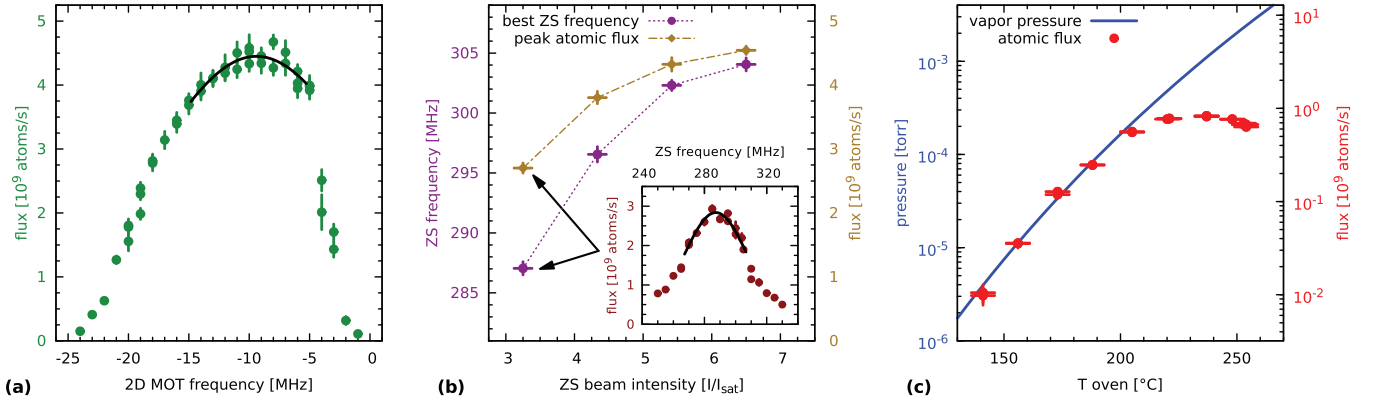 5
4
3
2
1
0
flux [10⁹ atoms/s]
-25 -20 -15 -10 -5 0
(a) 2D MOT frequency [MHz]
best ZS frequency
peak atomic flux
305
300
295
290
285
ZS frequency [MHz]
5
4
3
2
1
0
flux [10⁹ atoms/s]
ZS frequency [MHz]
240 280 320
3
2
1
0
flux [10⁹ atoms/s]
3 4 5 6 7
(b) ZS beam intensity [I/Isat]
vapor pressure
atomic flux
10⁻³
10⁻⁴
10⁻⁵
10⁻⁶
pressure [torr]
10¹
10⁰
10⁻¹
10⁻²
flux [10⁹ atoms/s]
150 200 250
(c) T oven [°C]